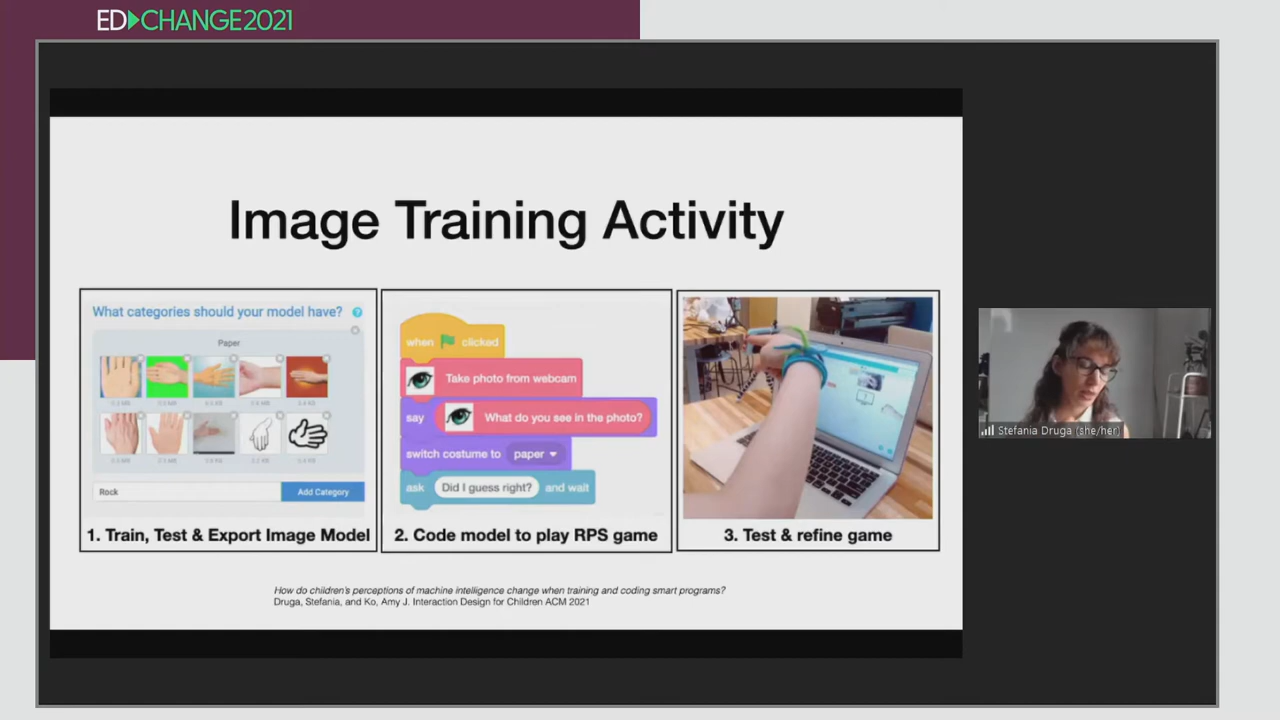 ED CHANGE2021
Image Training Activity
What categories should your model have? ?
Paper
Rock
Add Category
1. Train, Test & Export Image Model
when clicked
Take photo from webcam
say What do you see in the photo?
switch costume to paper
ask Did I guess right? and wait
2. Code model to play RPS game
3. Test & refine game
How do children's perceptions of machine intelligence change when training and coding smart programs?
Druga, Stefania, and Ko, Amy J. Interaction Design for Children ACM 2021
Stefania Druga (she/her)